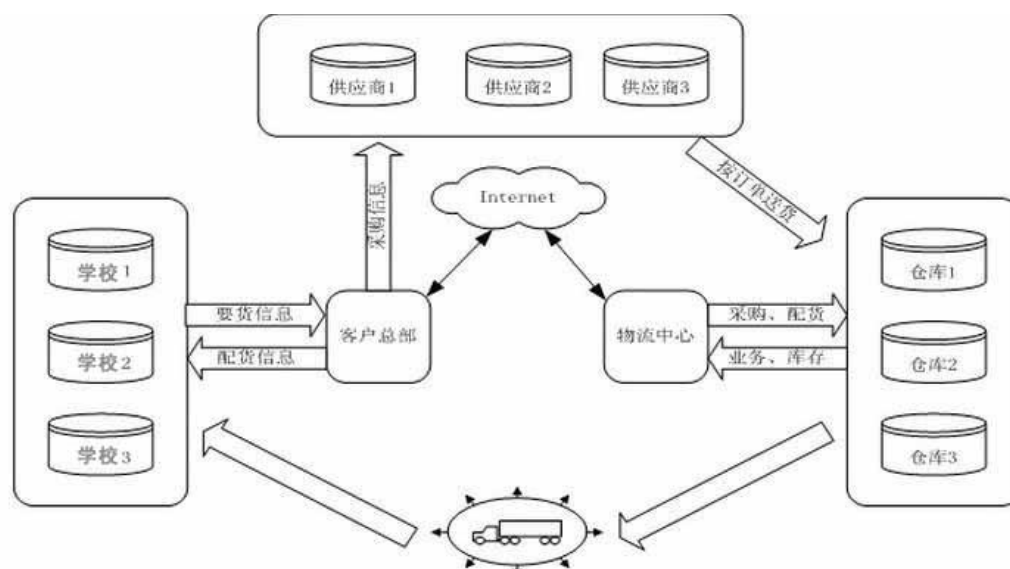 供应商1
供应商2
供应商3
采购信息
Internet
按订单送货
学校1
学校2
学校3
要货信息
配货信息
客户总部
物流中心
采购、配货
业务、库存
仓库1
仓库2
仓库3